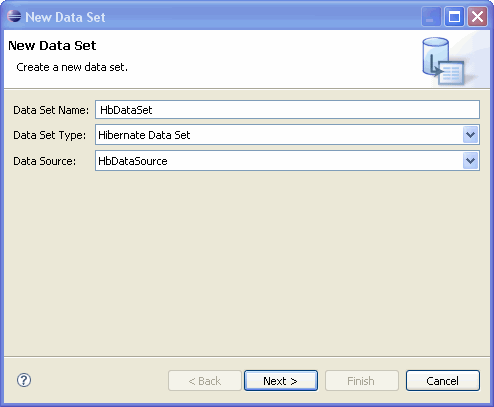 New Data Set
New Data Set
Create a new data set.
Data Set Name: HbDataSet
Data Set Type: Hibernate Data Set
Data Source: HbDataSource
? < Back Next > Finish Cancel